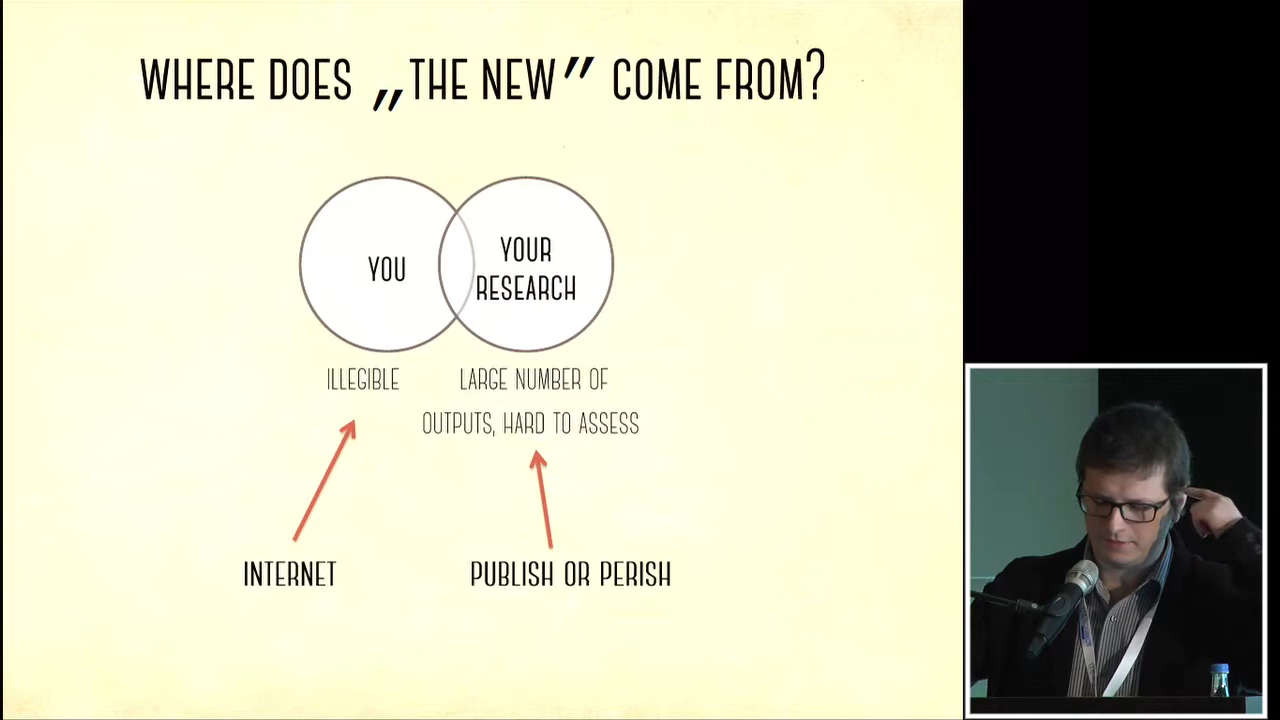 WHERE DOES „THE NEW” COME FROM?
YOU
YOUR
RESEARCH
ILLEGIBLE
LARGE NUMBER OF
OUTPUTS, HARD TO ASSESS
INTERNET
PUBLISH OR PERISH